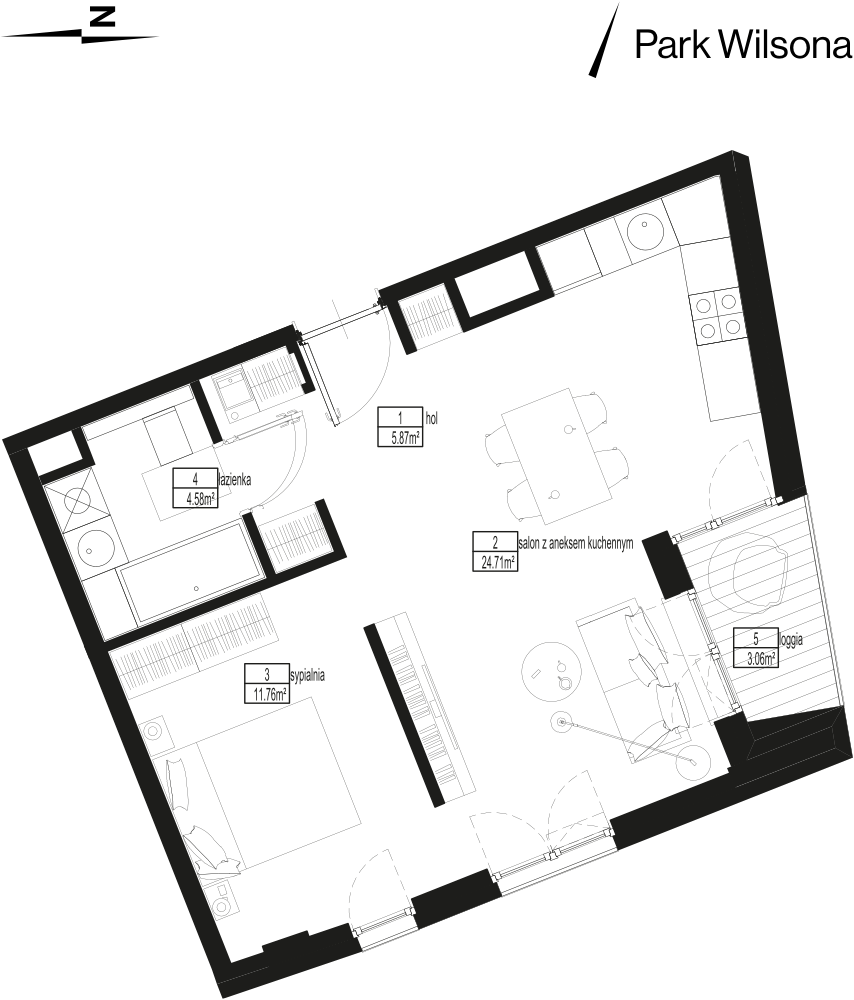 N
Park Wilsona
1 hol
5.87m²
4 łazienka
4.58m²
2 salon z aneksem kuchennym
24.71m²
5 loggia
3.06m²
3 sypialnia
11.76m²